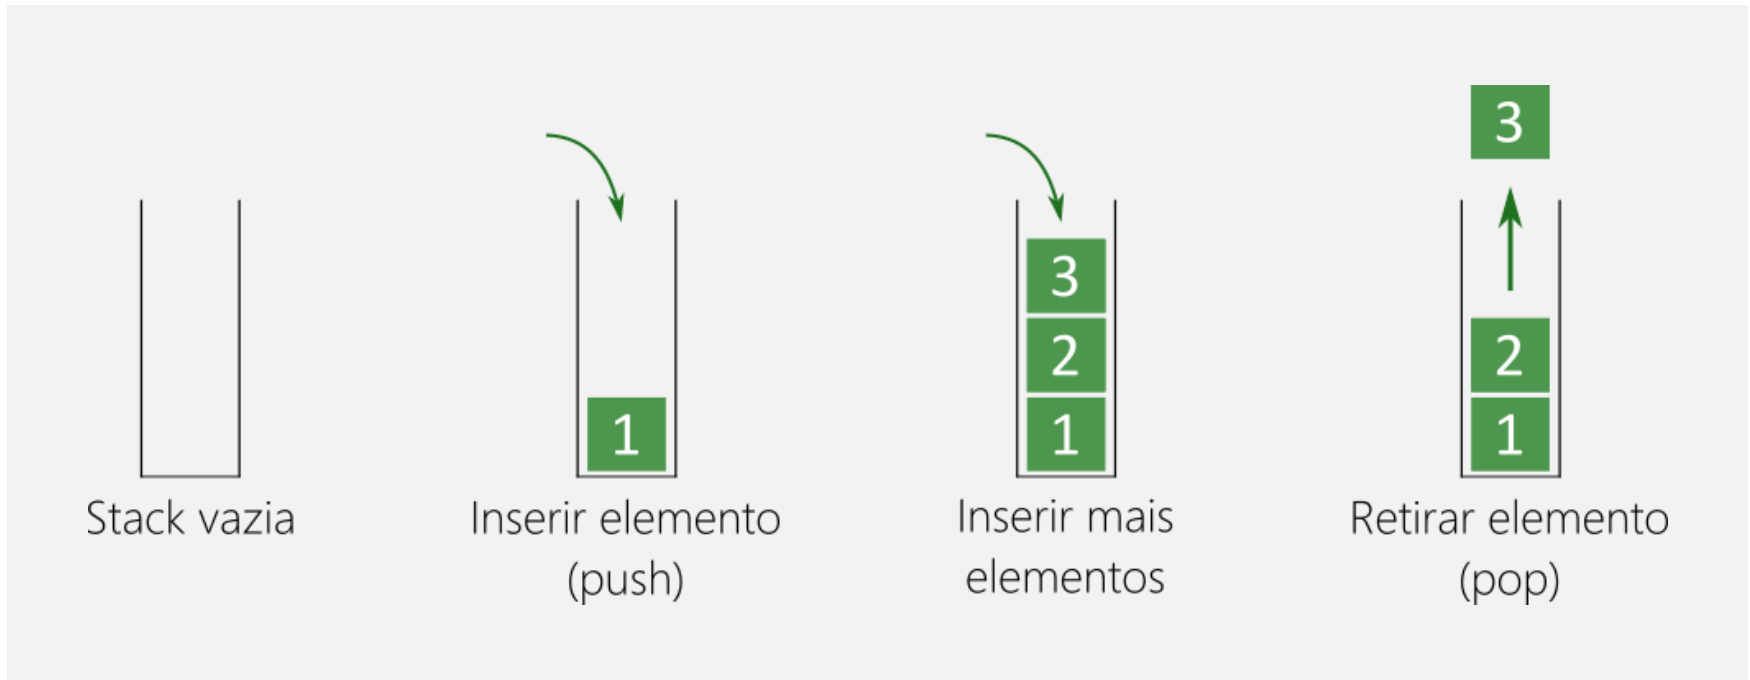 Stack vazia
1
Inserir elemento
(push)
3
2
1
Inserir mais
elementos
3
2
1
Retirar elemento
(pop)